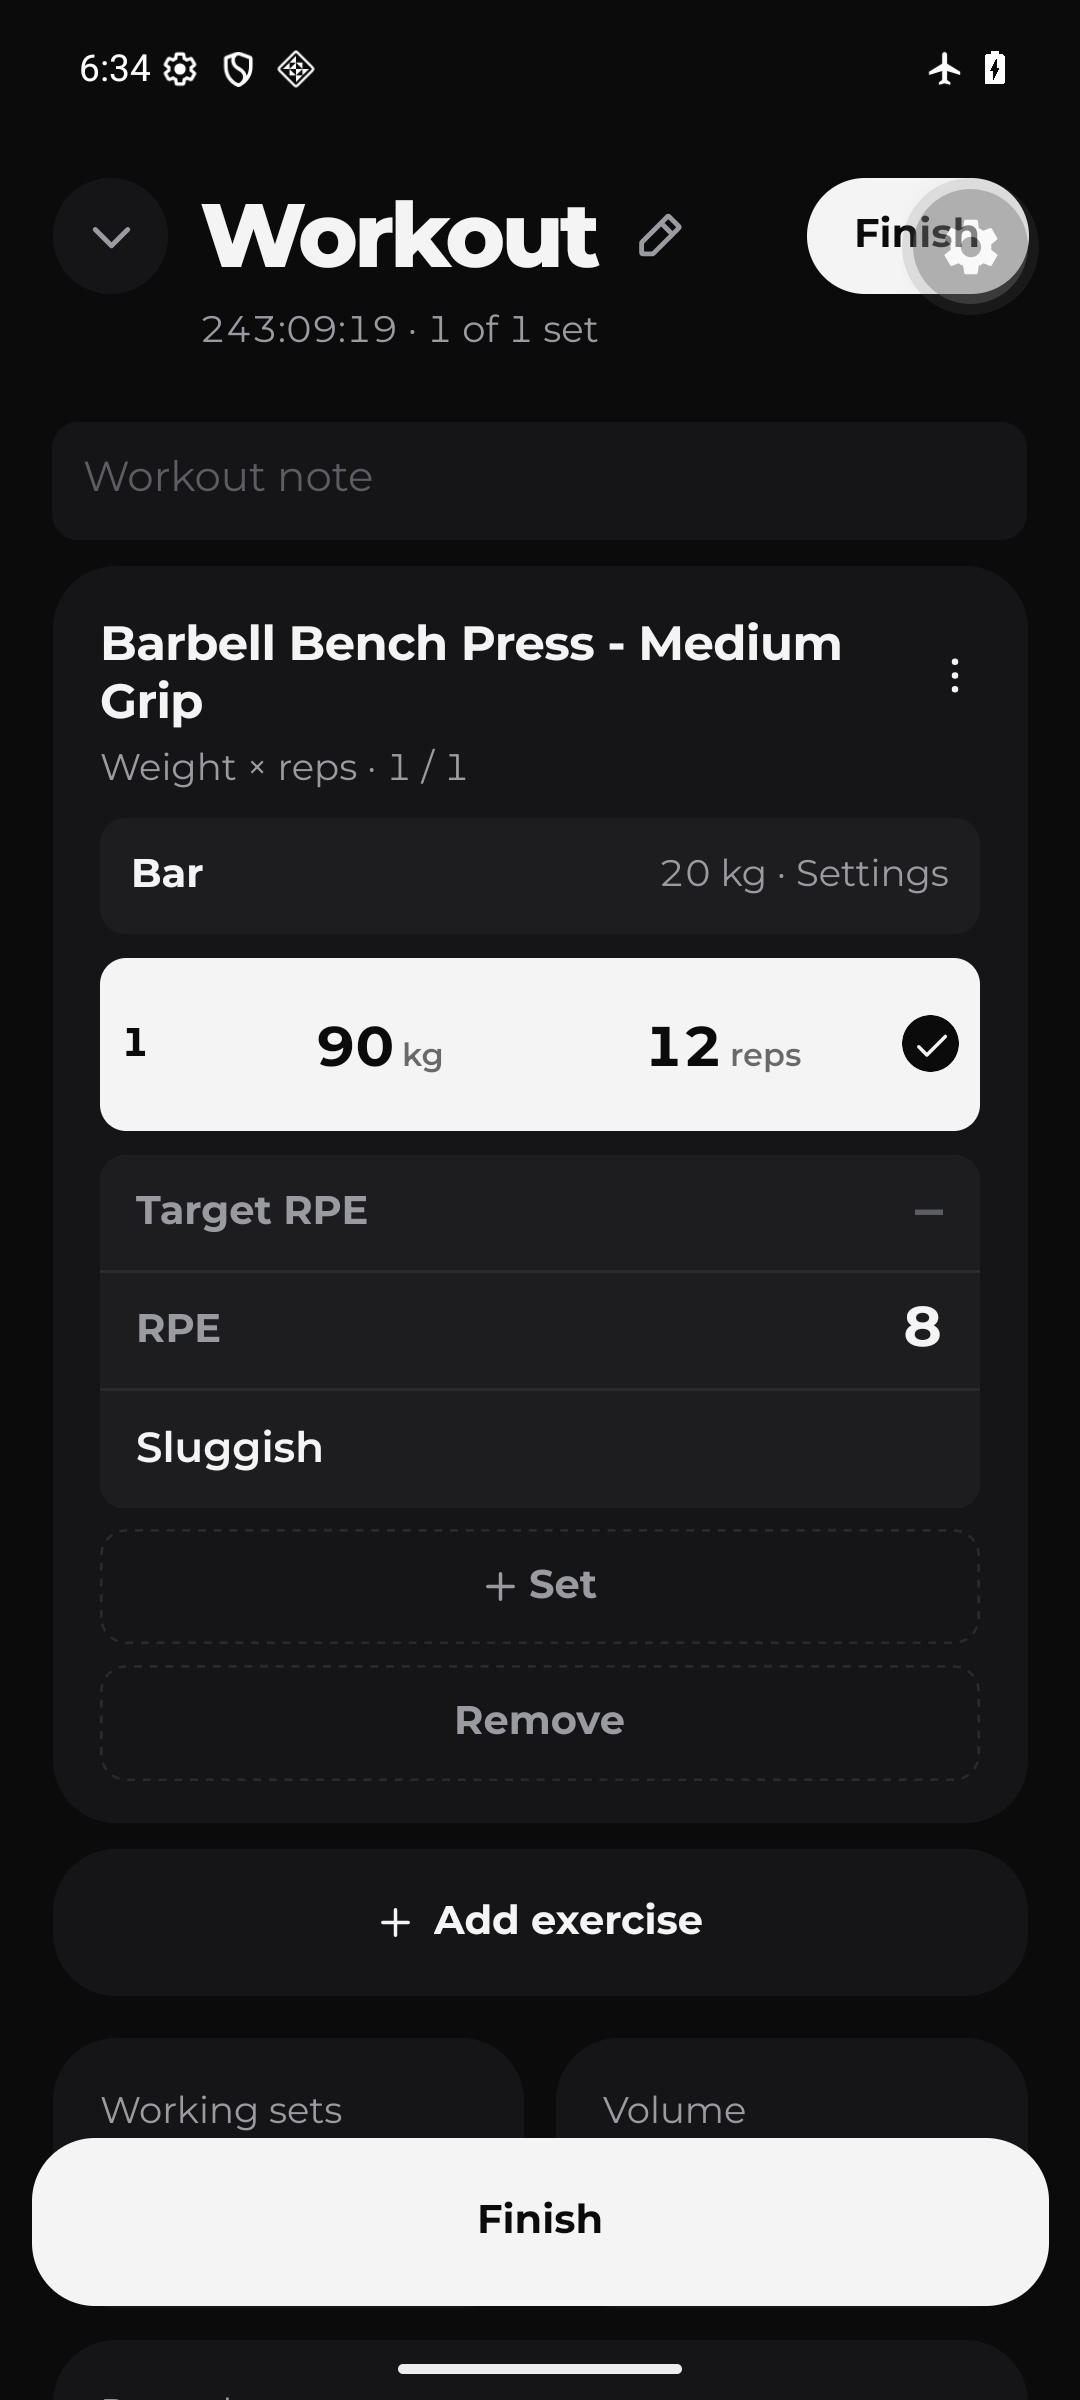 6:34
Workout
Finish
243:09:19 · 1 of 1 set
Workout note
Barbell Bench Press - Medium
Grip
Weight × reps · 1 / 1
Bar 20 kg · Settings
1 90 kg 12 reps
Target RPE –
RPE 8
Sluggish
+ Set
Remove
+ Add exercise
Working sets Volume
Finish